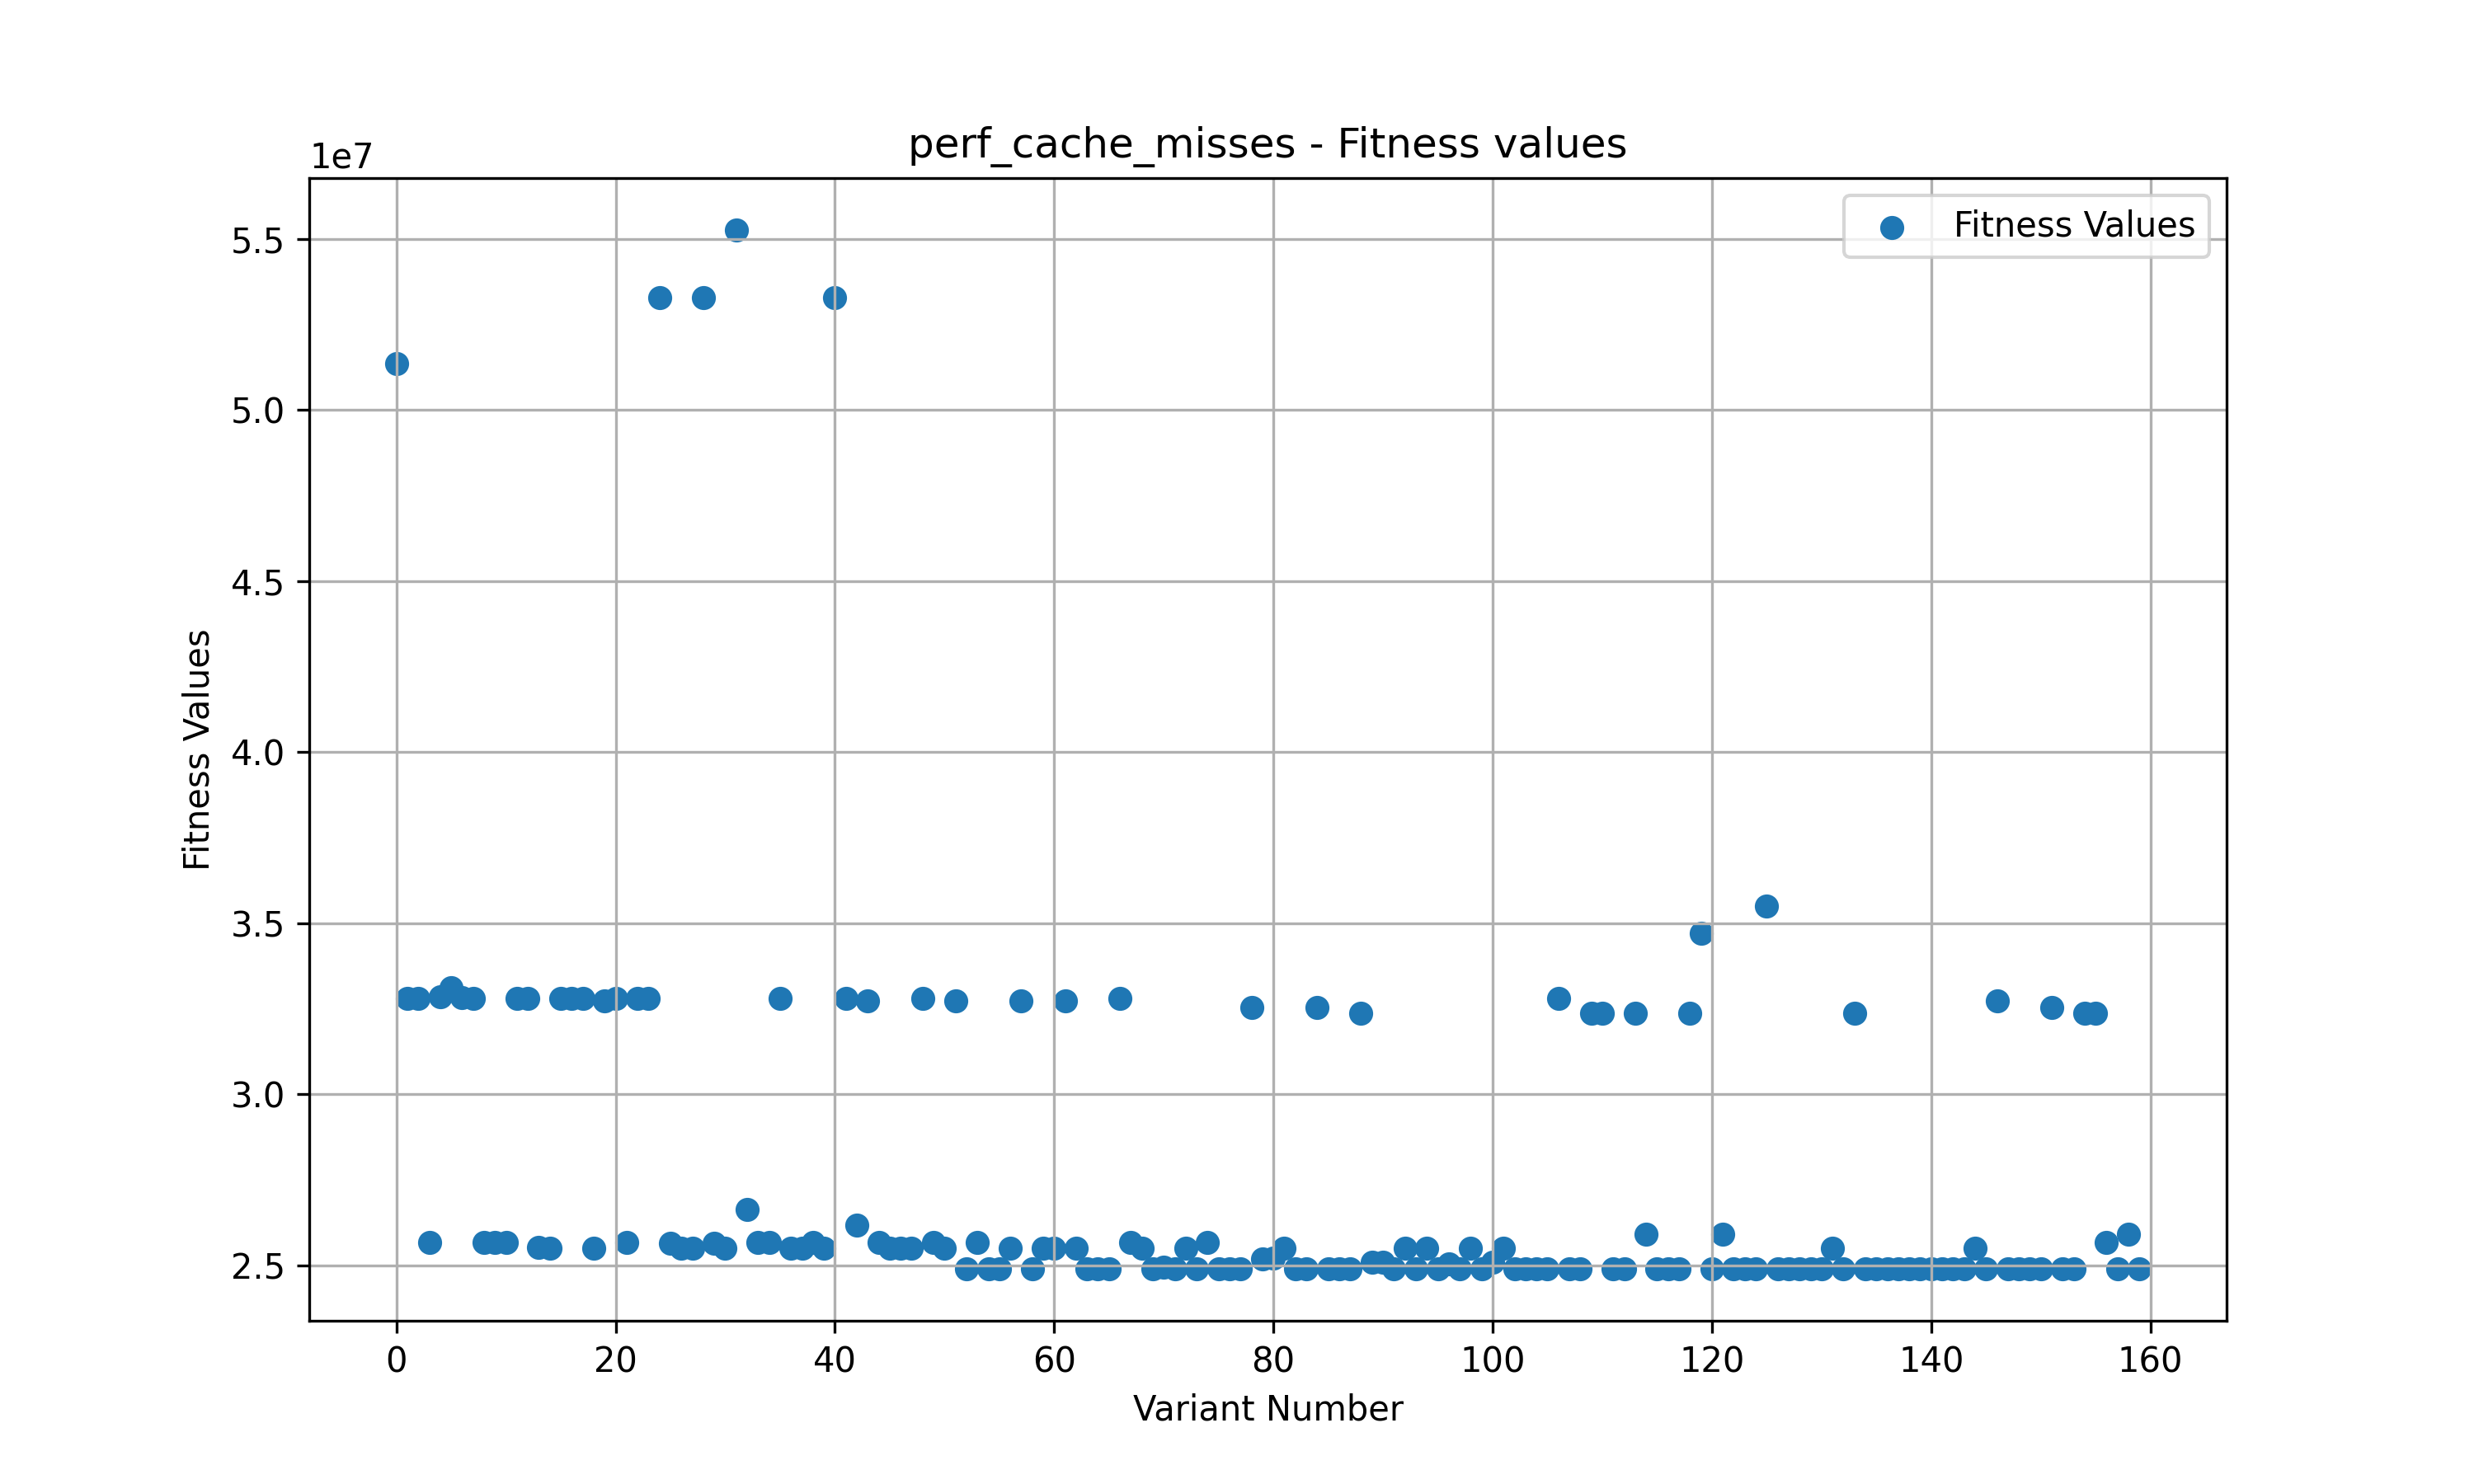 perf_cache_misses - Fitness values
1e7
Fitness Values
5.5
5.0
4.5
4.0
3.5
3.0
2.5
Fitness Values
0 20 40 60 80 100 120 140 160
Variant Number